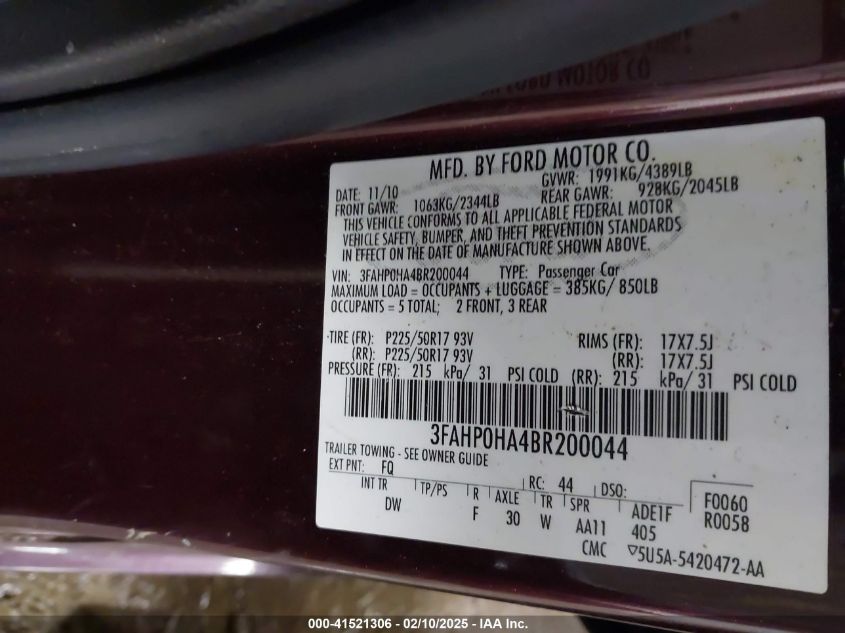 MFD. BY FORD MOTOR CO.
DATE: 11/10 GVWR: 1991KG/4389LB
FRONT GAWR: 1063KG/2344LB REAR GAWR: 928KG/2045LB
THIS VEHICLE CONFORMS TO ALL APPLICABLE FEDERAL MOTOR
VEHICLE SAFETY, BUMPER, AND THEFT PREVENTION STANDARDS
IN EFFECT ON THE DATE OF MANUFACTURE SHOWN ABOVE.
VIN: 3FAHP0HA4BR200044 TYPE: Passenger Car
MAXIMUM LOAD = OCCUPANTS + LUGGAGE = 385KG/ 850LB
OCCUPANTS = 5 TOTAL; 2 FRONT, 3 REAR
TIRE (FR): P225/50R17 93V RIMS (FR): 17X7.5J
(RR): P225/50R17 93V (RR): 17X7.5J
PRESSURE (FR): 215 kPa/ 31 PSI COLD (RR): 215 kPa/ 31 PSI COLD
3FAHP0HA4BR200044
TRAILER TOWING - SEE OWNER GUIDE
EXT PNT: FQ RC: 44 DSO: F0060
INT TR TP/PS R AXLE TR SPR ADE1F R0058
DW F 30 W AA11 405
CMC ▽5U5A-5420472-AA
000-41521306 - 02/10/2025 - IAA Inc.